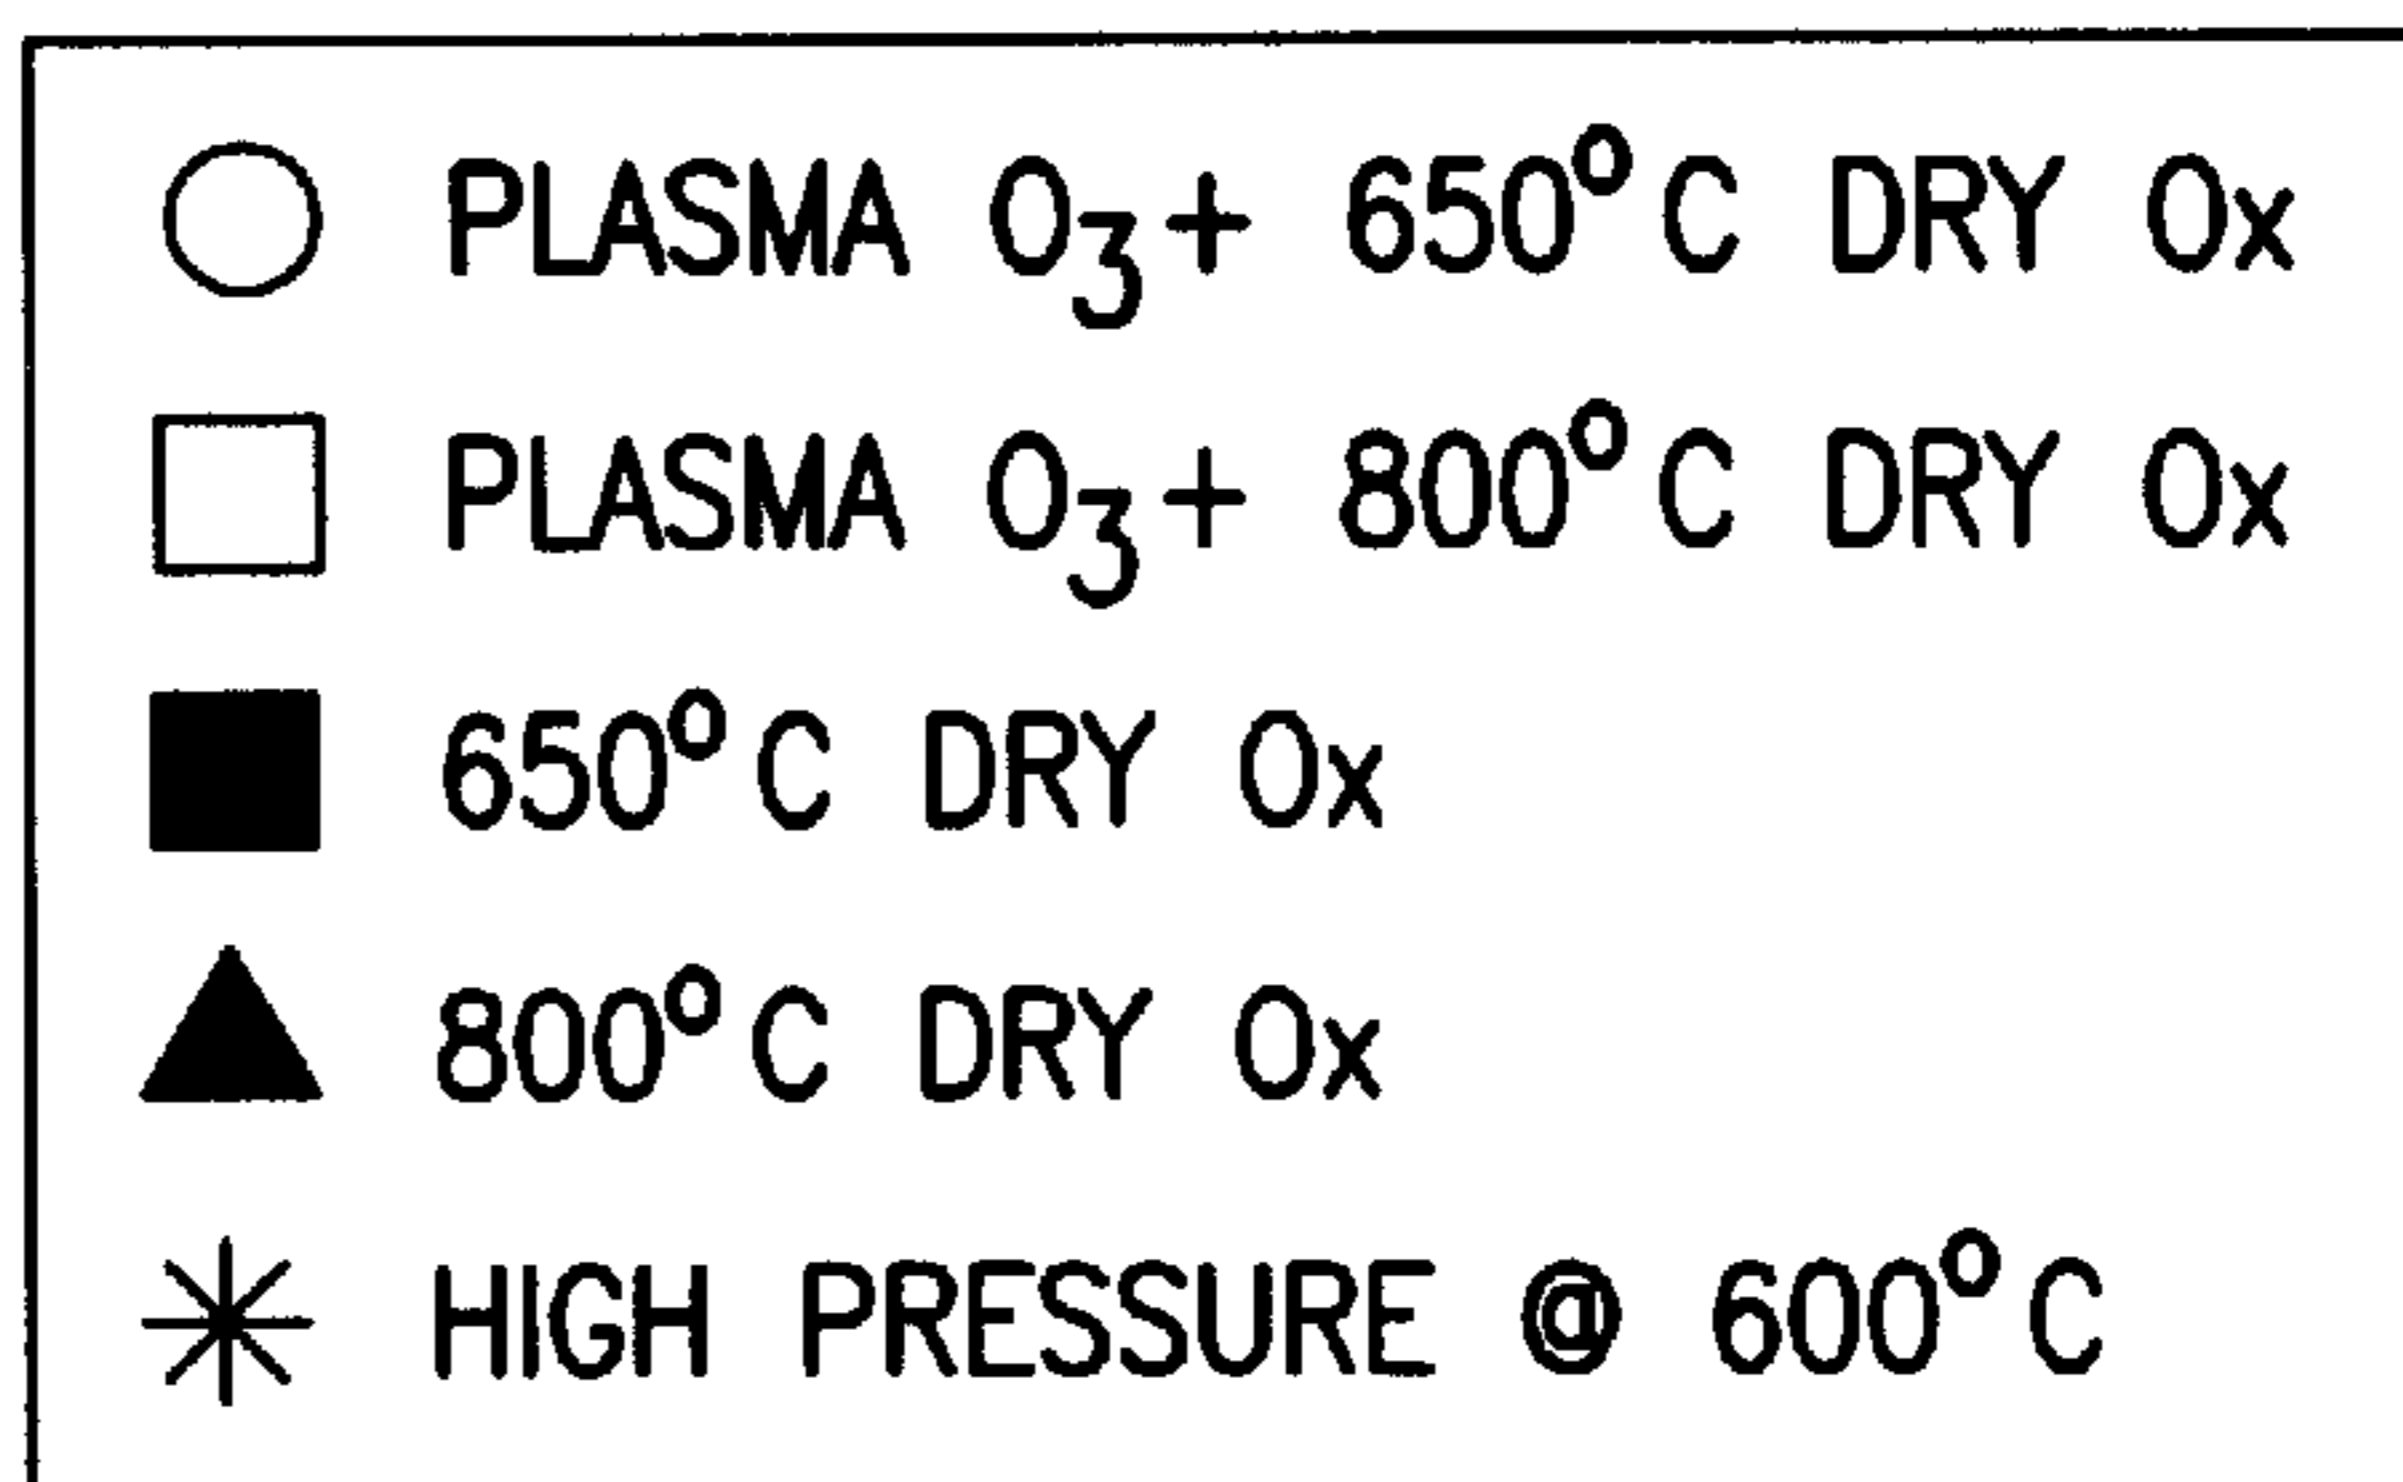 PLASMA O₃+ 650°C DRY Ox
PLASMA O₃+ 800°C DRY Ox
650°C DRY Ox
800°C DRY Ox
HIGH PRESSURE @ 600°C